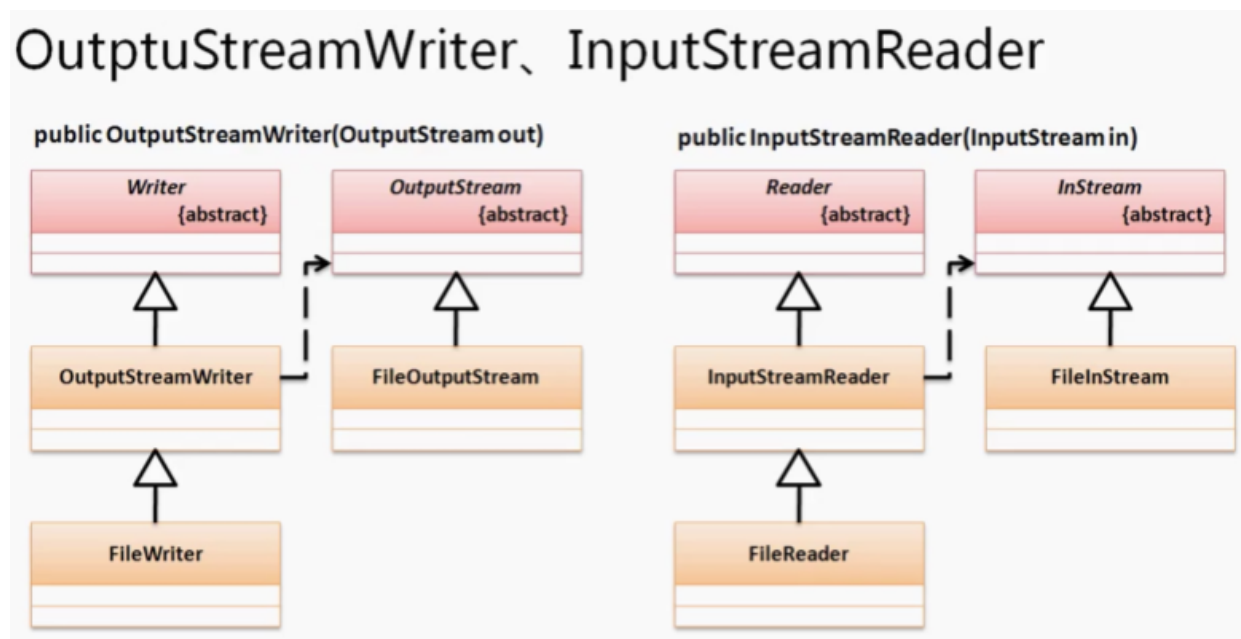 OutptuStreamWriter、InputStreamReader
public OutputStreamWriter(OutputStream out)
Writer
{abstract}
OutputStream
{abstract}
OutputStreamWriter
FileOutputStream
FileWriter
public InputStreamReader(InputStream in)
Reader
{abstract}
InStream
{abstract}
InputStreamReader
FileInStream
FileReader